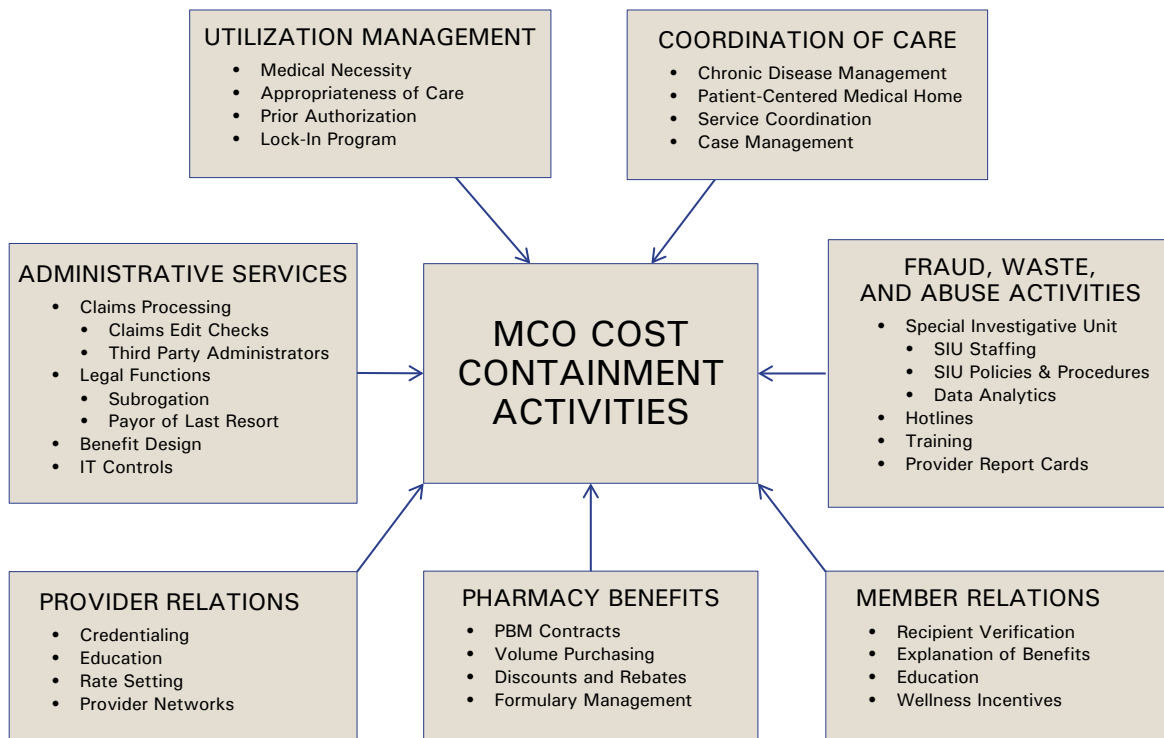 UTILIZATION MANAGEMENT
• Medical Necessity
• Appropriateness of Care
• Prior Authorization
• Lock-In Program
COORDINATION OF CARE
• Chronic Disease Management
• Patient-Centered Medical Home
• Service Coordination
• Case Management
ADMINISTRATIVE SERVICES
• Claims Processing
• Claims Edit Checks
• Third Party Administrators
• Legal Functions
• Subrogation
• Payor of Last Resort
• Benefit Design
• IT Controls
MCO COST
CONTAINMENT
ACTIVITIES
FRAUD, WASTE,
AND ABUSE ACTIVITIES
• Special Investigative Unit
• SIU Staffing
• SIU Policies & Procedures
• Data Analytics
• Hotlines
• Training
• Provider Report Cards
PROVIDER RELATIONS
• Credentialing
• Education
• Rate Setting
• Provider Networks
PHARMACY BENEFITS
• PBM Contracts
• Volume Purchasing
• Discounts and Rebates
• Formulary Management
MEMBER RELATIONS
• Recipient Verification
• Explanation of Benefits
• Education
• Wellness Incentives